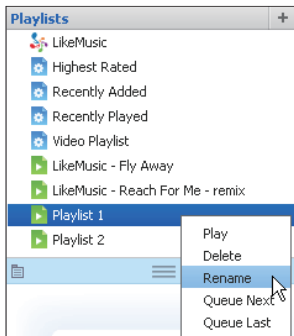 Playlists +
LikeMusic
Highest Rated
Recently Added
Recently Played
Video Playlist
LikeMusic - Fly Away
LikeMusic - Reach For Me - remix
Playlist 1
Playlist 2
Play
Delete
Rename
Queue Next
Queue Last